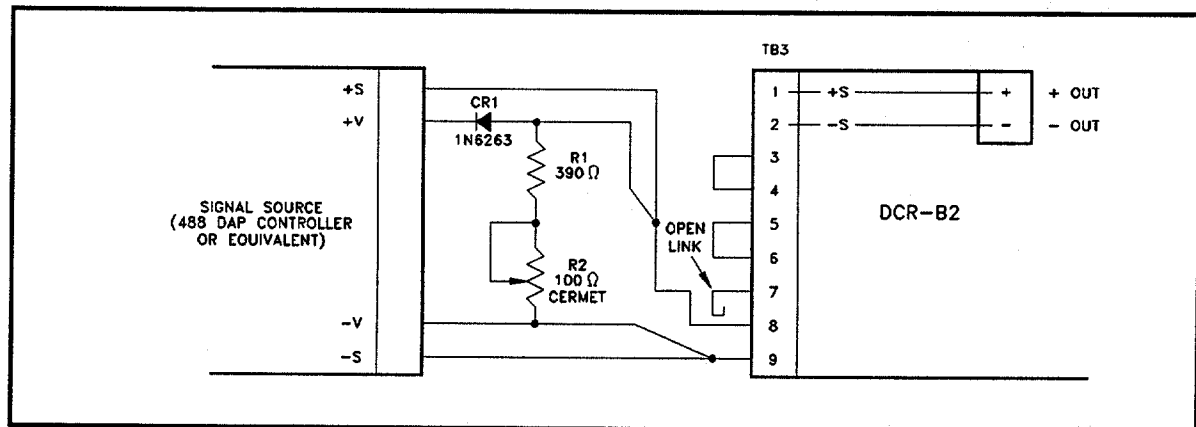 TB3
+S
+V
CR1
1N6263
R1
390 Ω
SIGNAL SOURCE
(488 DAP CONTROLLER
OR EQUIVALENT)
R2
100 Ω
CERMET
-V
-S
OPEN
LINK
1
2
3
4
5
6
7
8
9
+S
-S
+
-
+ OUT
- OUT
DCR-B2